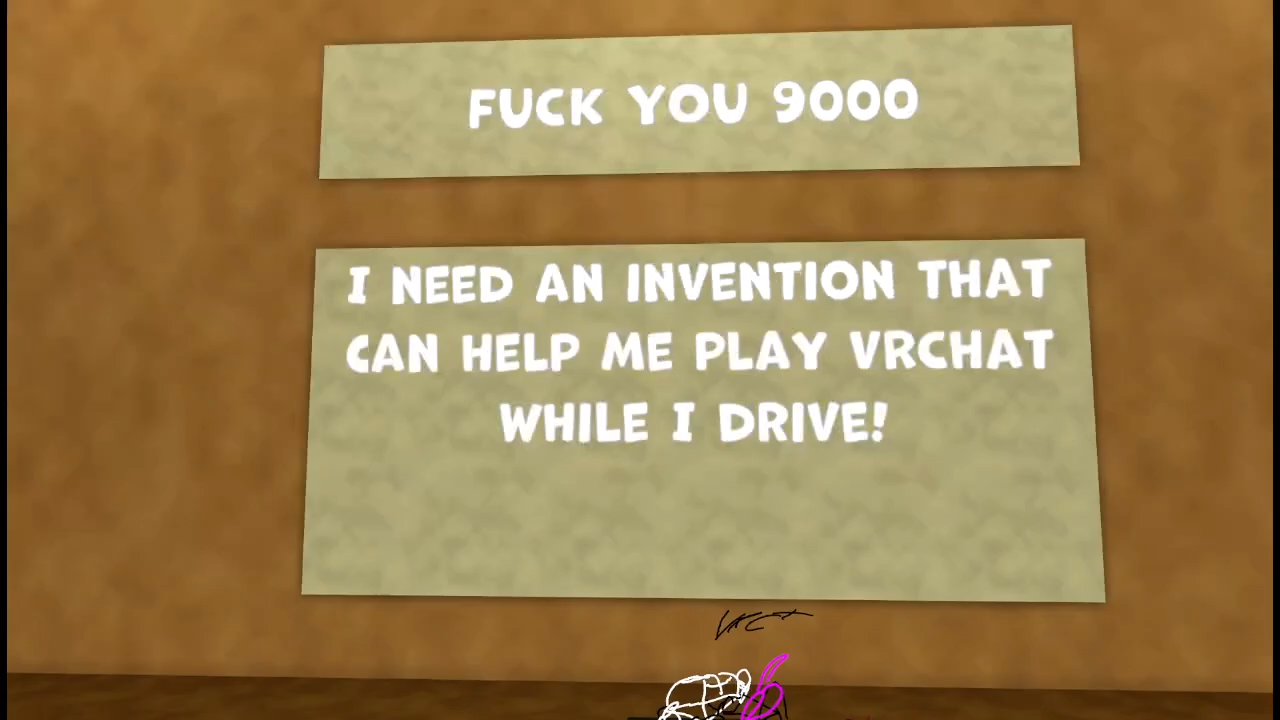 FUCK YOU 9000
I NEED AN INVENTION THAT
CAN HELP ME PLAY VRCHAT
WHILE I DRIVE!